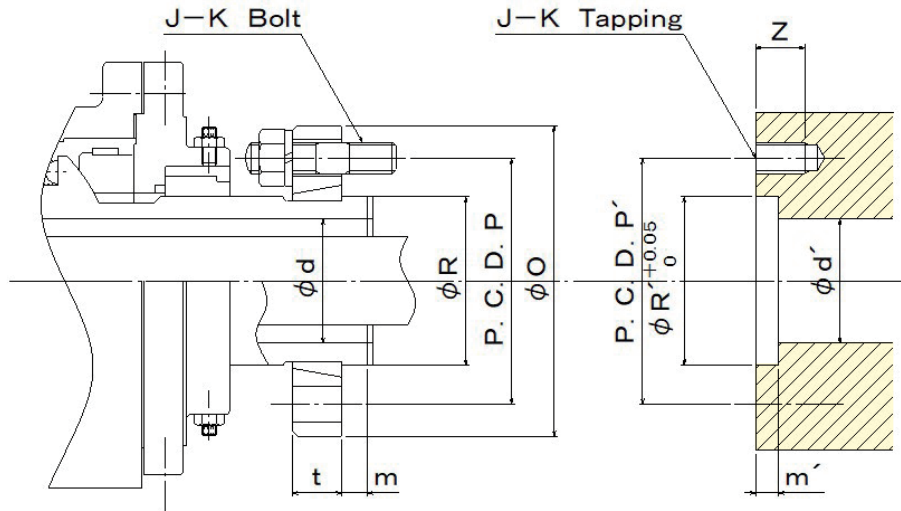 J-K Bolt
J-K Tapping
Z
φd
φR
P. C. D. P
φO
P. C. D. P′
φR′ +0.05 0
φd′
t
m
m′